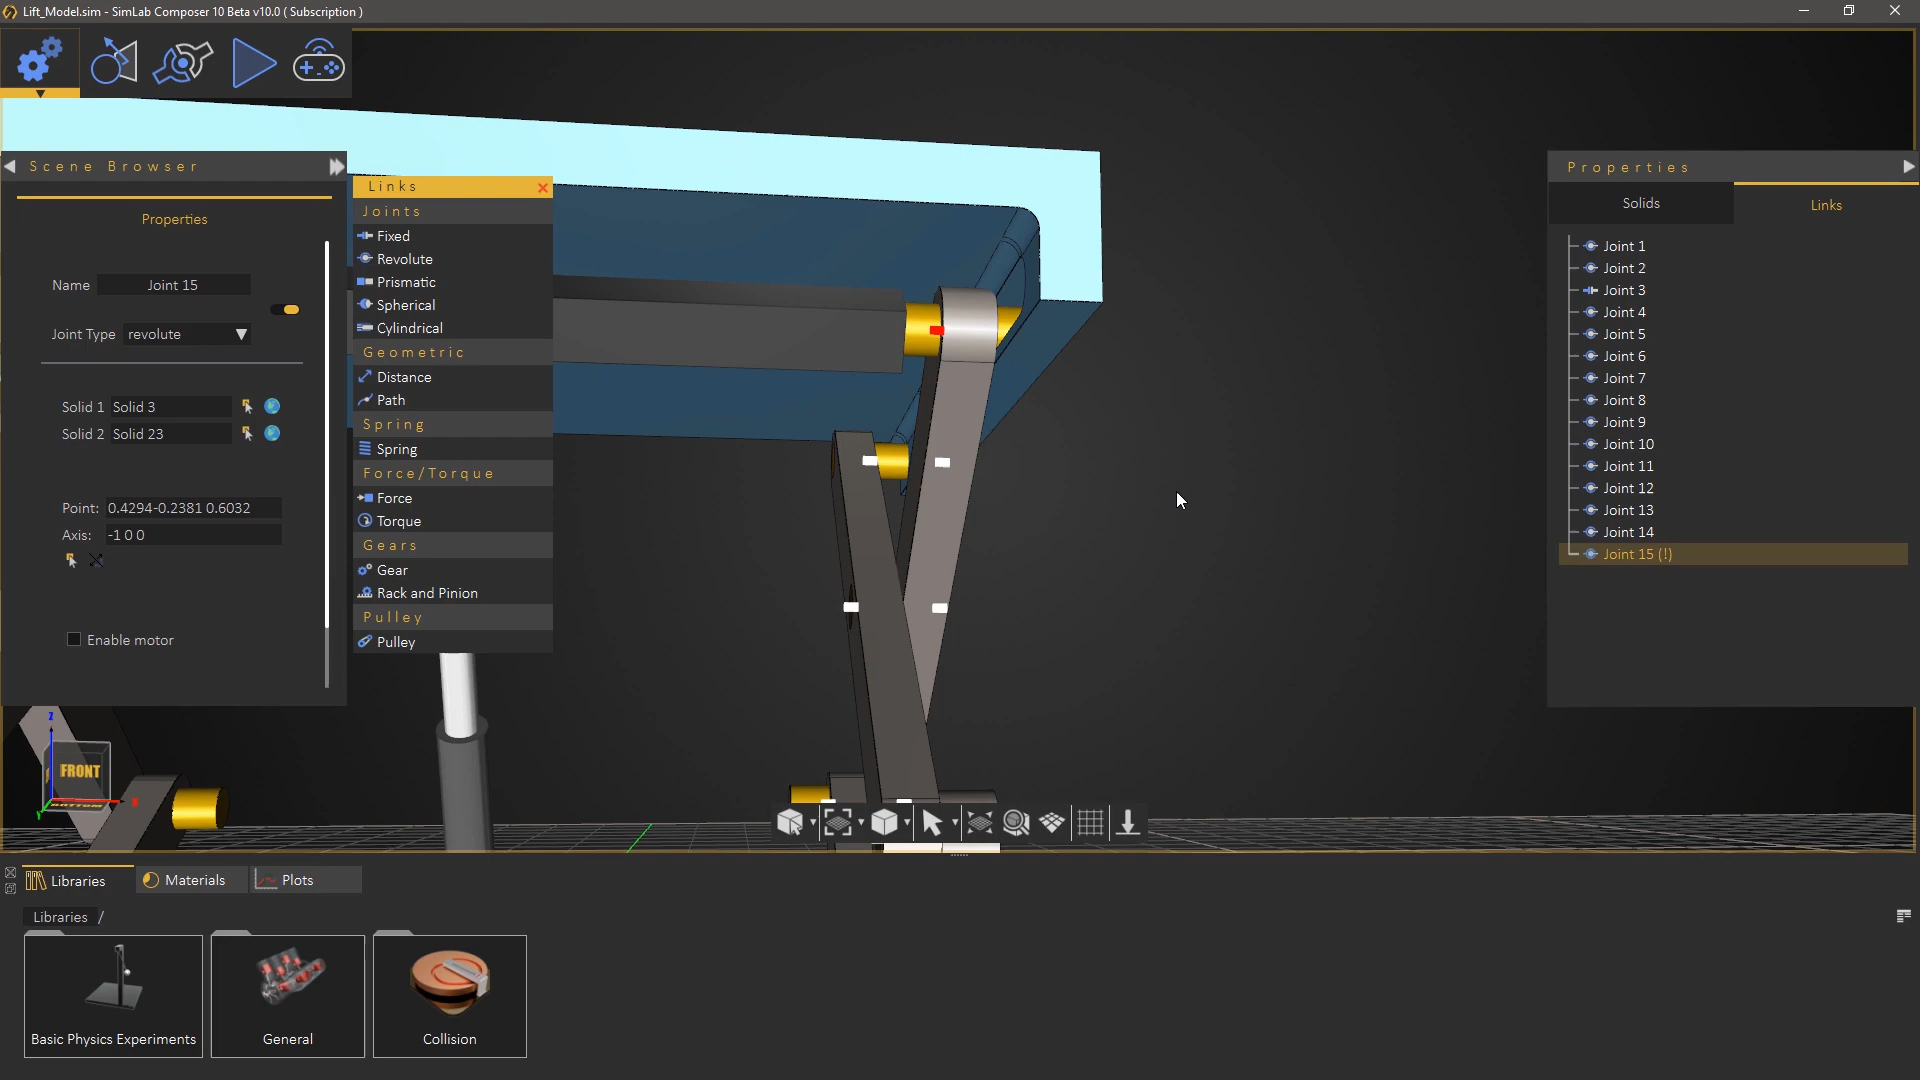 Lift_Model.sim - SimLab Composer 10 Beta v10.0 ( Subscription )
Scene Browser
Properties
Name Joint 15
Joint Type revolute
Solid 1 Solid 3
Solid 2 Solid 23
Point: 0.4294-0.2381 0.6032
Axis: -1 0 0
Enable motor
Links
Joints
Fixed
Revolute
Prismatic
Spherical
Cylindrical
Geometric
Distance
Path
Spring
Spring
Force/Torque
Force
Torque
Gears
Gear
Rack and Pinion
Pulley
Pulley
Properties
Solids Links
Joint 1
Joint 2
Joint 3
Joint 4
Joint 5
Joint 6
Joint 7
Joint 8
Joint 9
Joint 10
Joint 11
Joint 12
Joint 13
Joint 14
Joint 15 (!)
Z
FRONT
BOTTOM
X
Y
Libraries Materials Plots
Libraries /
Basic Physics Experiments General Collision